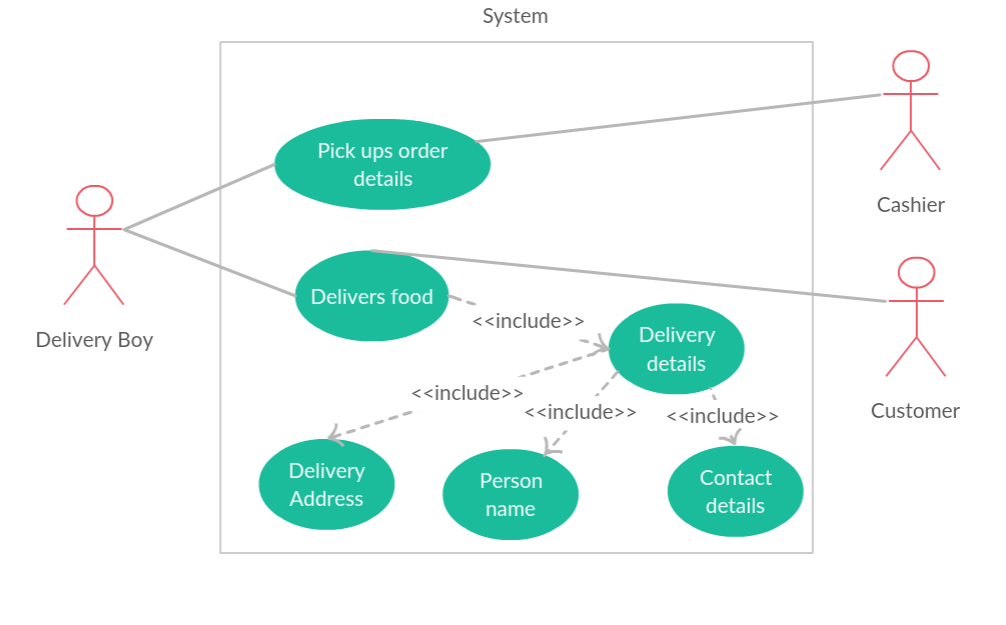 System
Pick ups order
details
Cashier
Delivers food
<<include>>
Delivery
details
Delivery Boy
<<include>>
<<include>>
<<include>>
Customer
Delivery
Address
Person
name
Contact
details